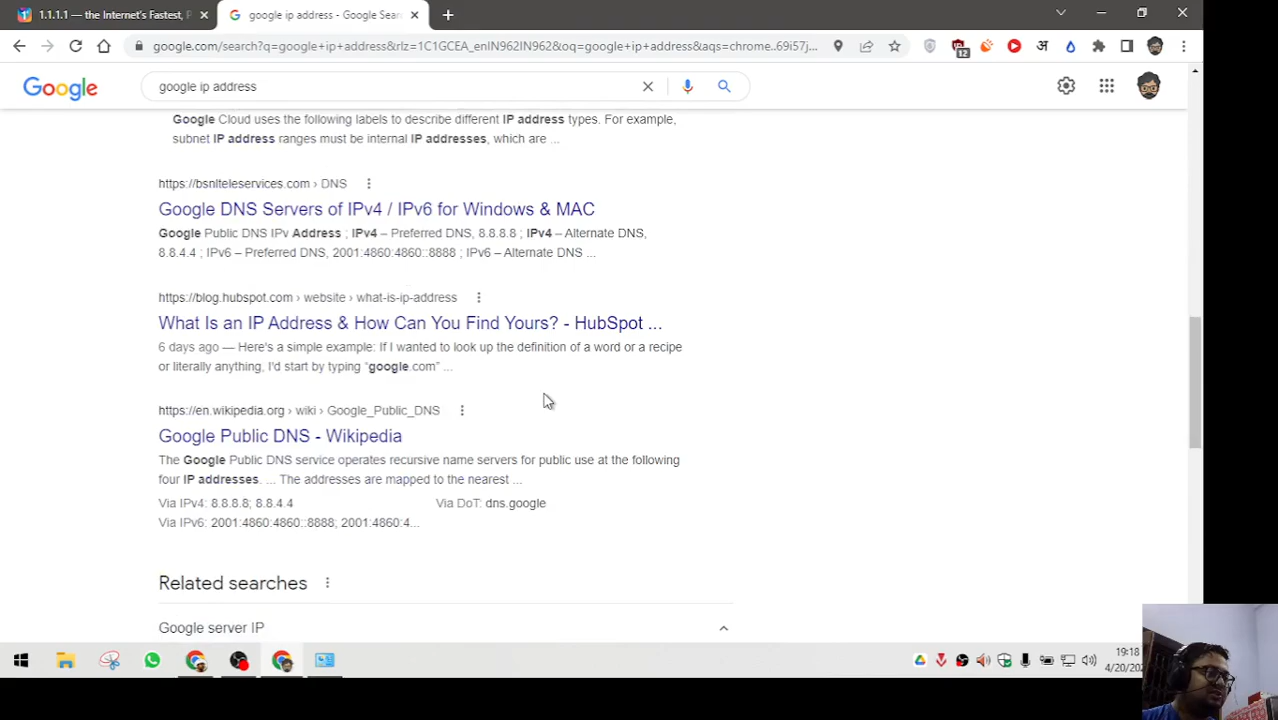 1.1.1.1 — the Internet's Fastest, P
google ip address - Google Sear
google.com/search?q=google+ip+address&rlz=1C1GCEA_enIN962IN962&oq=google+ip+address&aqs=chrome..69i57j...
12
अ
Google
google ip address
Google Cloud uses the following labels to describe different IP address types. For example,
subnet IP address ranges must be internal IP addresses, which are ...
https://bsnlteleservices.com › DNS
Google DNS Servers of IPv4 / IPv6 for Windows & MAC
Google Public DNS IPv Address ; IPv4 – Preferred DNS, 8.8.8.8 ; IPv4 – Alternate DNS,
8.8.4.4 ; IPv6 – Preferred DNS, 2001:4860:4860::8888 ; IPv6 – Alternate DNS ...
https://blog.hubspot.com › website › what-is-ip-address
What Is an IP Address & How Can You Find Yours? - HubSpot ...
6 days ago — Here's a simple example: If I wanted to look up the definition of a word or a recipe
or literally anything, I'd start by typing “google.com” ...
https://en.wikipedia.org › wiki › Google_Public_DNS
Google Public DNS - Wikipedia
The Google Public DNS service operates recursive name servers for public use at the following
four IP addresses. ... The addresses are mapped to the nearest ...
Via IPv4: 8.8.8.8; 8.8.4.4 Via DoT: dns.google
Via IPv6: 2001:4860:4860::8888; 2001:4860:4...
Related searches
Google server IP
19:18
4/20/20